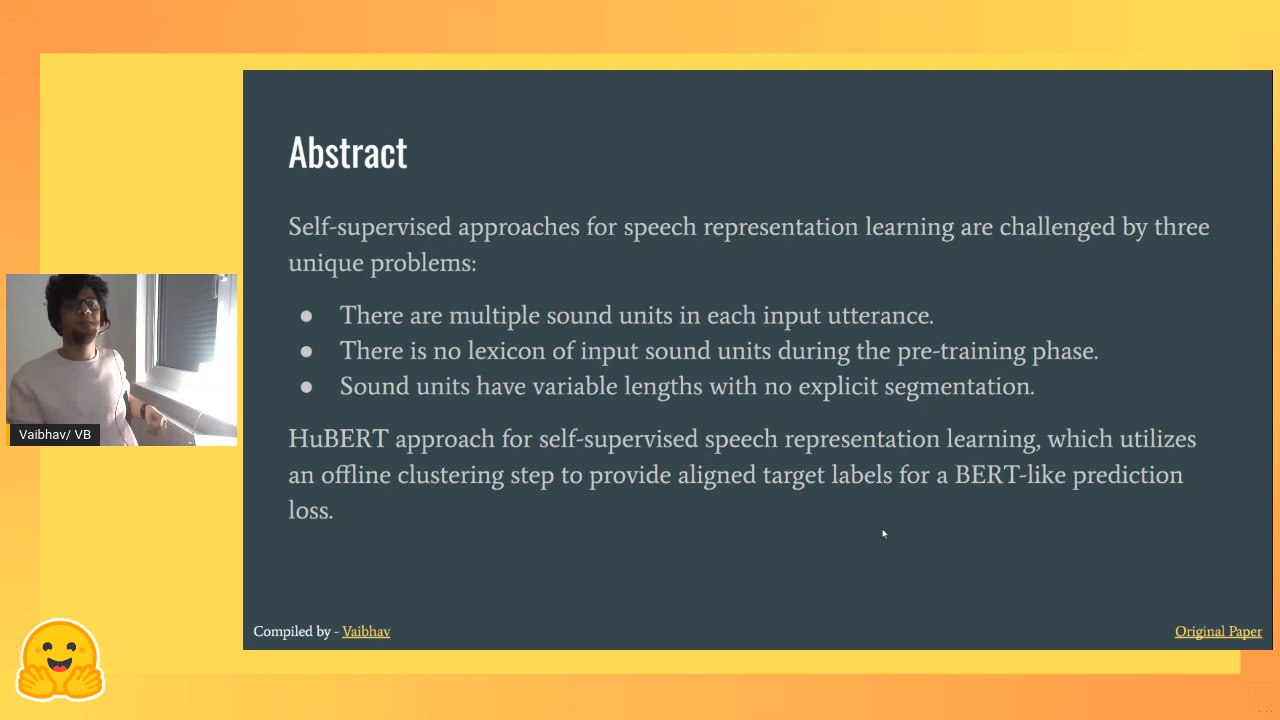 Abstract
Self-supervised approaches for speech representation learning are challenged by three
unique problems:
● There are multiple sound units in each input utterance.
● There is no lexicon of input sound units during the pre-training phase.
● Sound units have variable lengths with no explicit segmentation.
HuBERT approach for self-supervised speech representation learning, which utilizes
an offline clustering step to provide aligned target labels for a BERT-like prediction
loss.
Vaibhav/ VB
Compiled by - Vaibhav
Original Paper